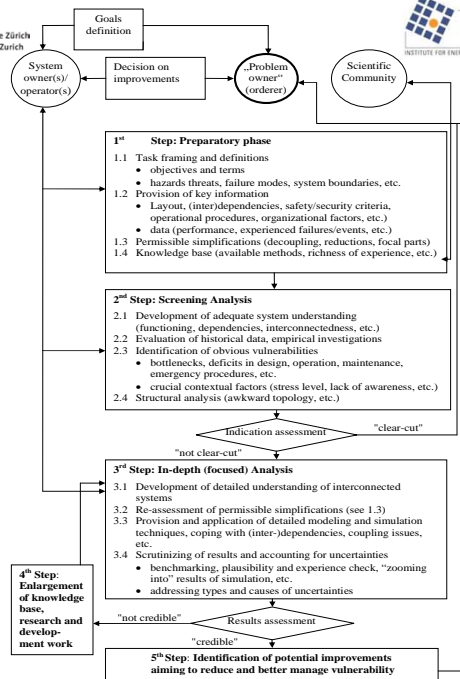 e Zürich
Zurich
INSTITUTE FOR ENE
Goals
definition
System
owner(s)/
operator(s)
Decision on
improvements
„Problem
owner“
(orderer)
Scientific
Community
1st Step: Preparatory phase
1.1 Task framing and definitions
• objectives and terms
• hazards threats, failure modes, system boundaries, etc.
1.2 Provision of key information
• Layout, (inter)dependencies, safety/security criteria,
operational procedures, organizational factors, etc.)
• data (performance, experienced failures/events, etc.)
1.3 Permissible simplifications (decoupling, reductions, focal parts)
1.4 Knowledge base (available methods, richness of experience, etc.)
2nd Step: Screening Analysis
2.1 Development of adequate system understanding
(functioning, dependencies, interconnectedness, etc.)
2.2 Evaluation of historical data, empirical investigations
2.3 Identification of obvious vulnerabilities
• bottlenecks, deficits in design, operation, maintenance,
emergency procedures, etc.
• crucial contextual factors (stress level, lack of awareness, etc.)
2.4 Structural analysis (awkward topology, etc.)
Indication assessment
"clear-cut"
"not clear-cut"
3rd Step: In-depth (focused) Analysis
3.1 Development of detailed understanding of interconnected
systems
3.2 Re-assessment of permissible simplifications (see 1.3)
3.3 Provision and application of detailed modeling and simulation
techniques, coping with (inter-)dependencies, coupling issues,
etc.
3.4 Scrutinizing of results and accounting for uncertainties
• benchmarking, plausibility and experience check, “zooming
into” results of simulation, etc.
• addressing types and causes of uncertainties
4th Step:
Enlargement
of knowledge
base,
research and
develop-
ment work
"not credible"
Results assessment
"credible"
5th Step: Identification of potential improvements
aiming to reduce and better manage vulnerability